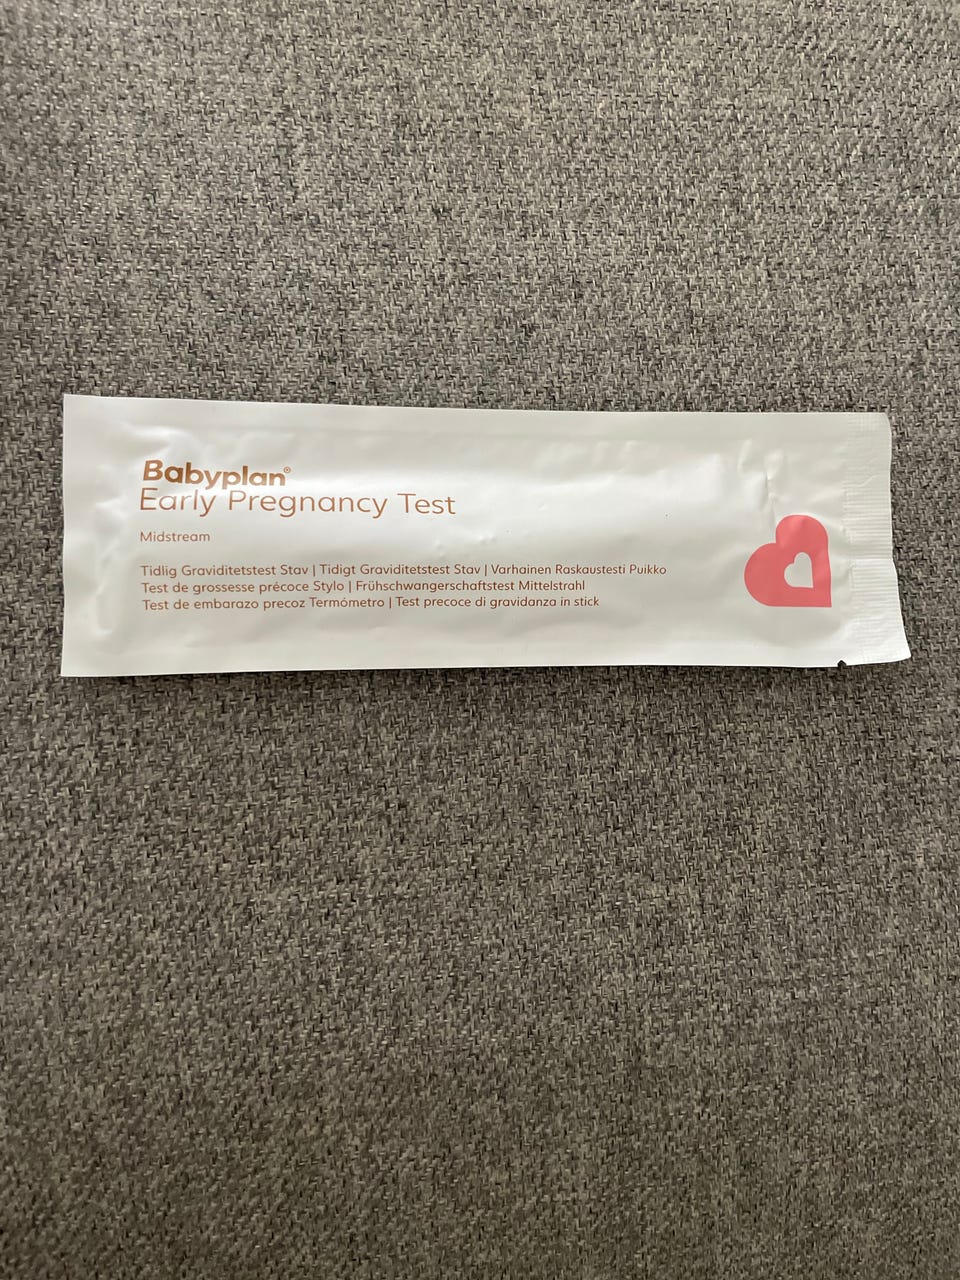 Babyplan®
Early Pregnancy Test
Midstream
Tidlig Graviditetstest Stav | Tidigt Graviditetstest Stav | Varhainen Raskaustesti Puikko
Test de grossesse précoce Stylo | Frühschwangerschaftstest Mittelstrahl
Test de embarazo precoz Termómetro | Test precoce di gravidanza in stick